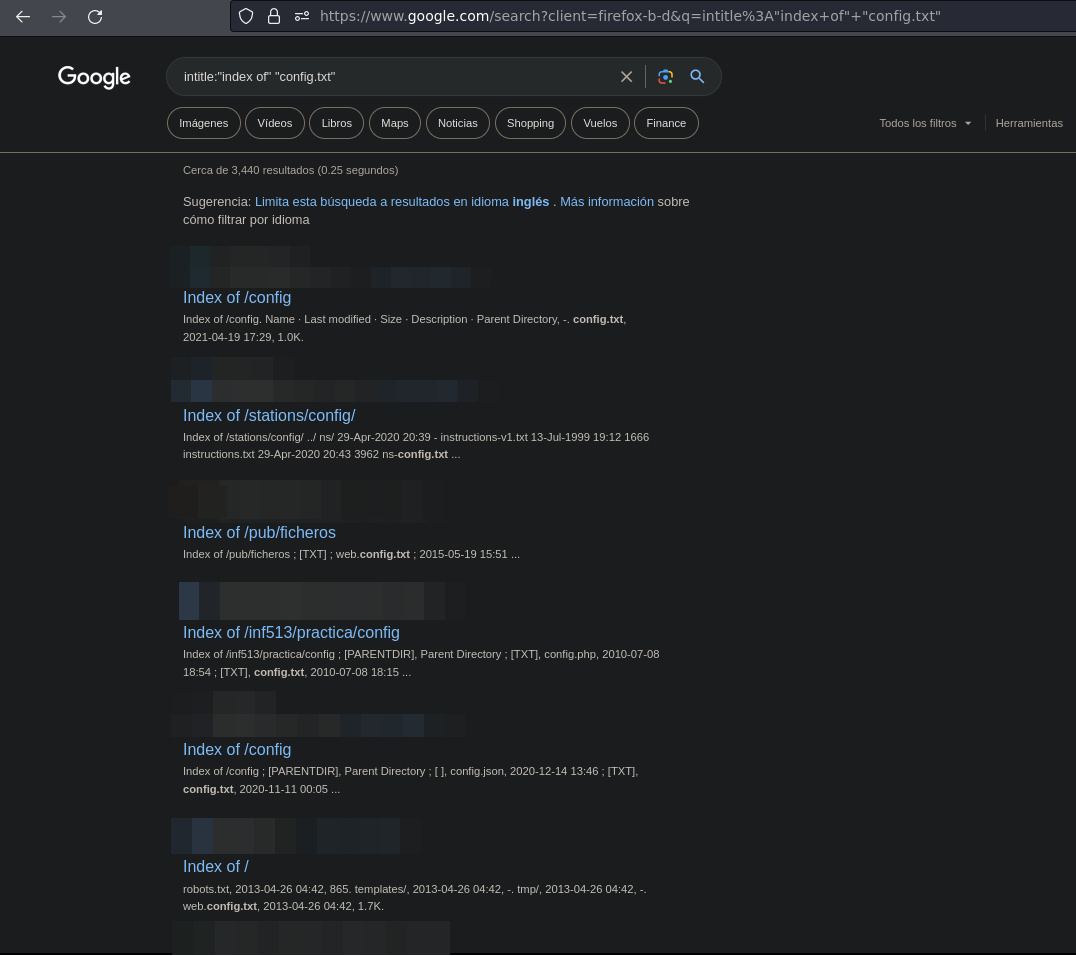 https://www.google.com/search?client=firefox-b-d&q=intitle%3A"index+of"+"config.txt"
Google
intitle:"index of" "config.txt"
Imágenes Vídeos Libros Maps Noticias Shopping Vuelos Finance Todos los filtros Herramientas
Cerca de 3,440 resultados (0.25 segundos)
Sugerencia: Limita esta búsqueda a resultados en idioma inglés . Más información sobre
cómo filtrar por idioma
Index of /config
Index of /config. Name · Last modified · Size · Description · Parent Directory, -. config.txt,
2021-04-19 17:29, 1.0K.
Index of /stations/config/
Index of /stations/config/ ../ ns/ 29-Apr-2020 20:39 - instructions-v1.txt 13-Jul-1999 19:12 1666
instructions.txt 29-Apr-2020 20:43 3962 ns-config.txt ...
Index of /pub/ficheros
Index of /pub/ficheros ; [TXT] ; web.config.txt ; 2015-05-19 15:51 ...
Index of /inf513/practica/config
Index of /inf513/practica/config ; [PARENTDIR], Parent Directory ; [TXT], config.php, 2010-07-08
18:54 ; [TXT], config.txt, 2010-07-08 18:15 ...
Index of /config
Index of /config ; [PARENTDIR], Parent Directory ; [ ], config.json, 2020-12-14 13:46 ; [TXT],
config.txt, 2020-11-11 00:05 ...
Index of /
robots.txt, 2013-04-26 04:42, 865. templates/, 2013-04-26 04:42, -. tmp/, 2013-04-26 04:42, -.
web.config.txt, 2013-04-26 04:42, 1.7K.